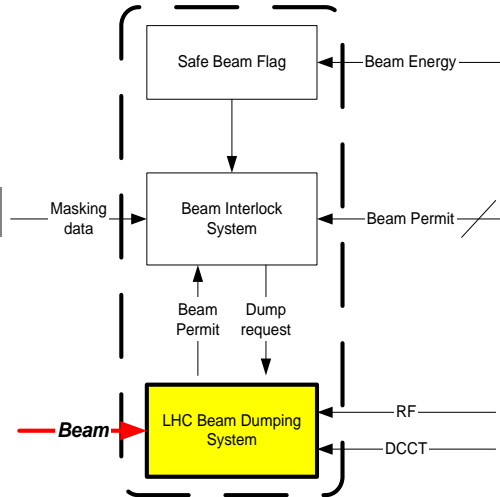 Safe Beam Flag
Beam Energy
Masking
data
Beam Interlock
System
Beam Permit
Beam
Permit
Dump
request
Beam
LHC Beam Dumping
System
RF
DCCT